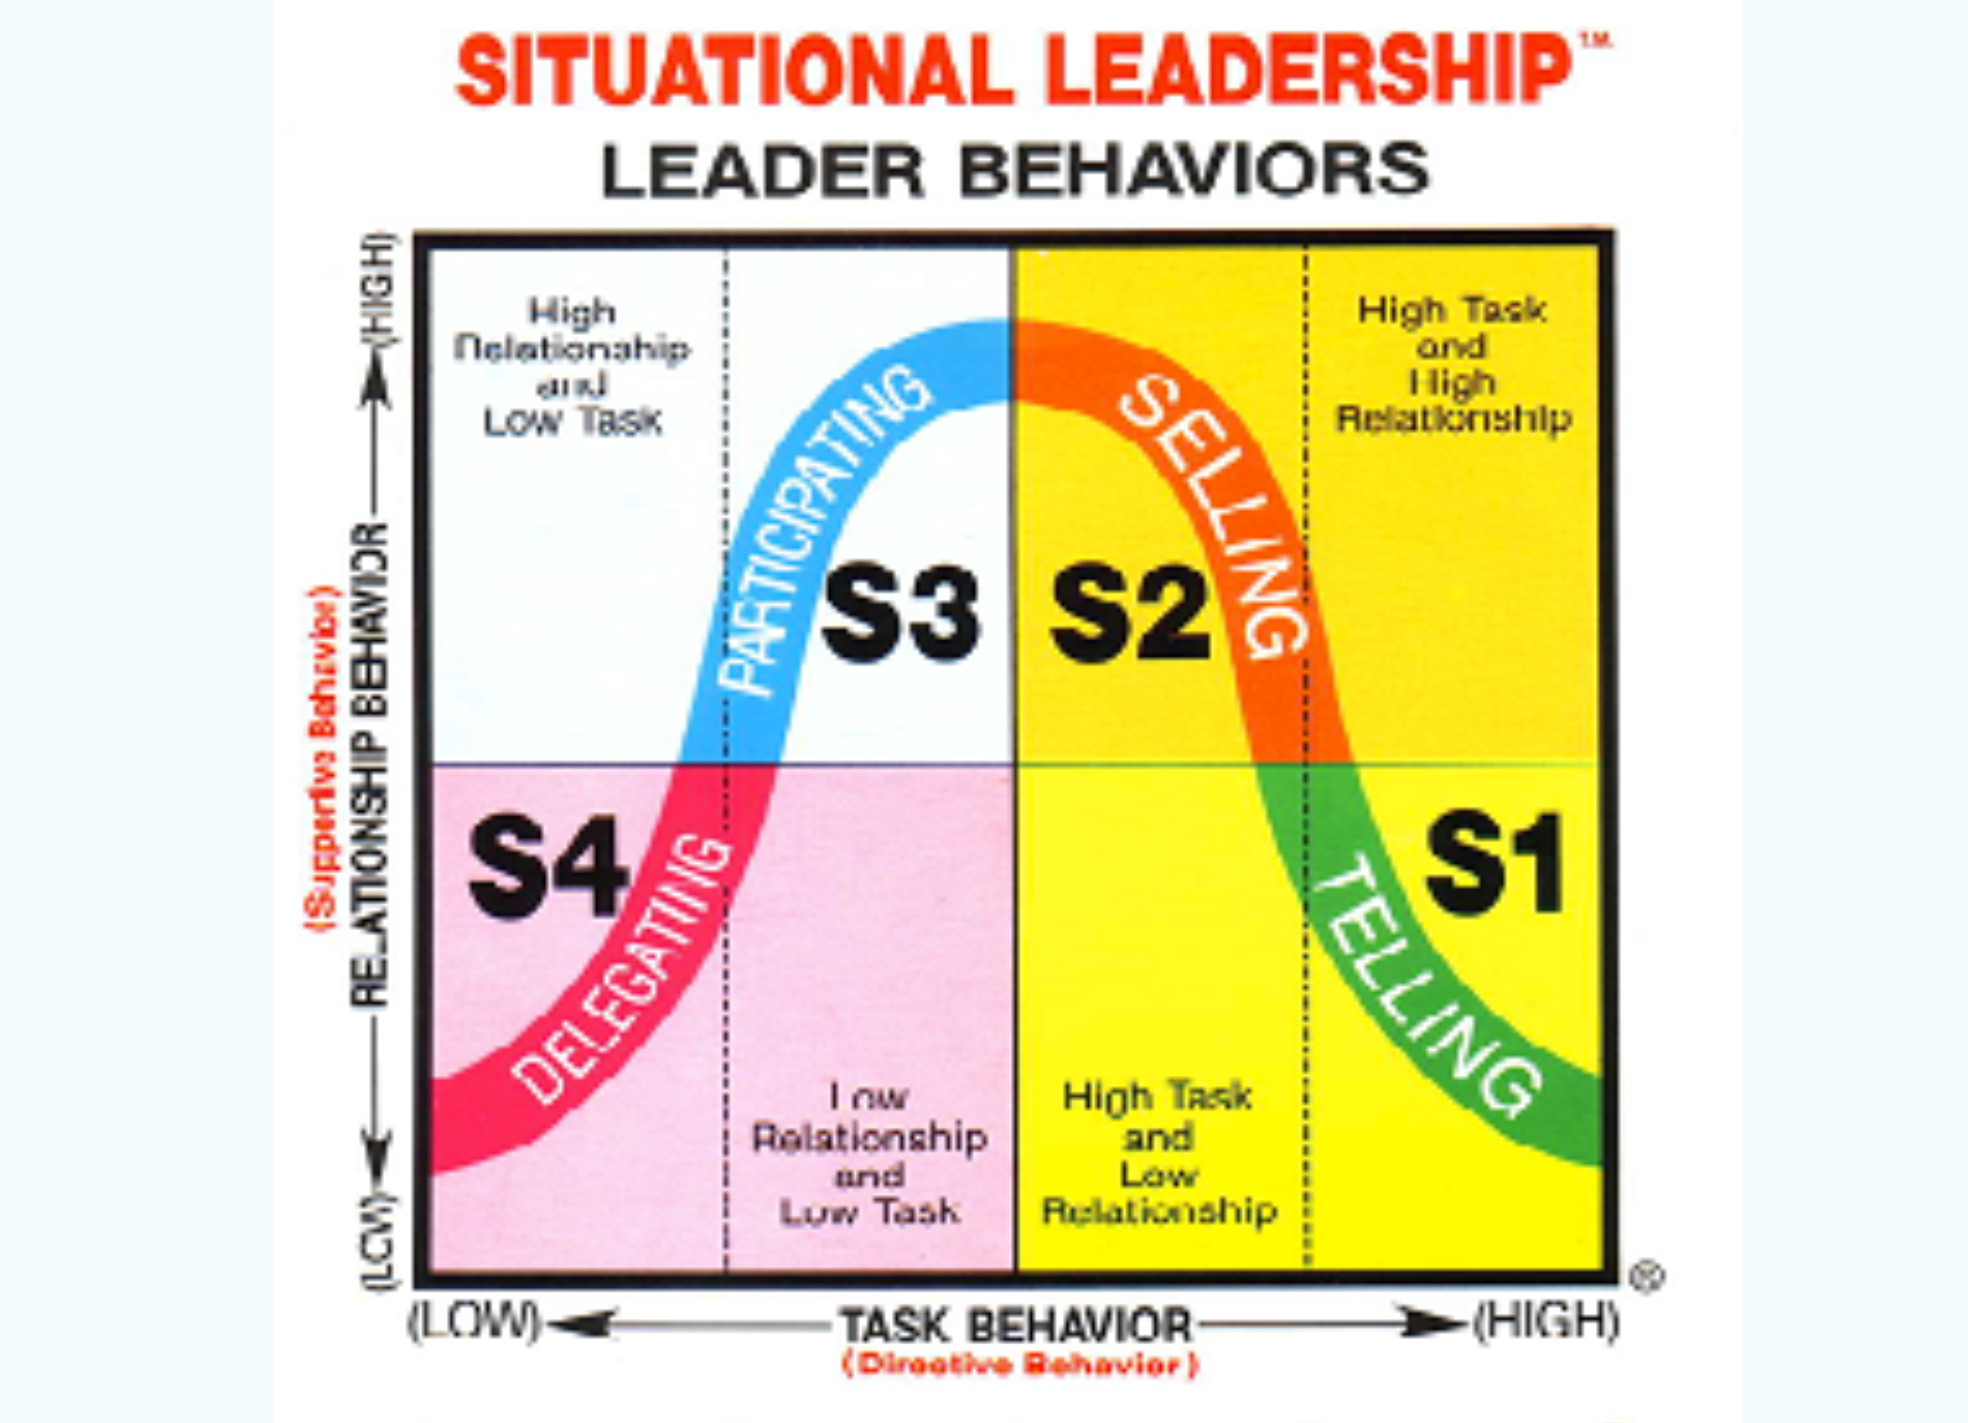 SITUATIONAL LEADERSHIP™
LEADER BEHAVIORS
(HIGH)
RELATIONSHIP BEHAVIOR
(Supportive Behavior)
(LOW)
High
Relationship
and
Low Task
High Task
and
High
Relationship
PARTICIPATING
SELLING
S3
S2
S4
S1
DELEGATING
TELLING
Low
Relationship
and
Low Task
High Task
and
Low
Relationship
®
(LOW) TASK BEHAVIOR (HIGH)
(Directive Behavior)